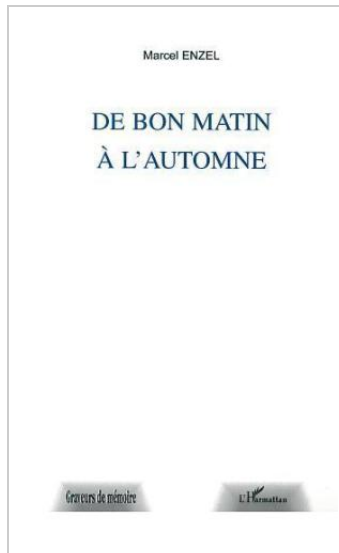 Marcel ENZEL
DE BON MATIN
À L'AUTOMNE
Graveurs de mémoire
L'Harmattan